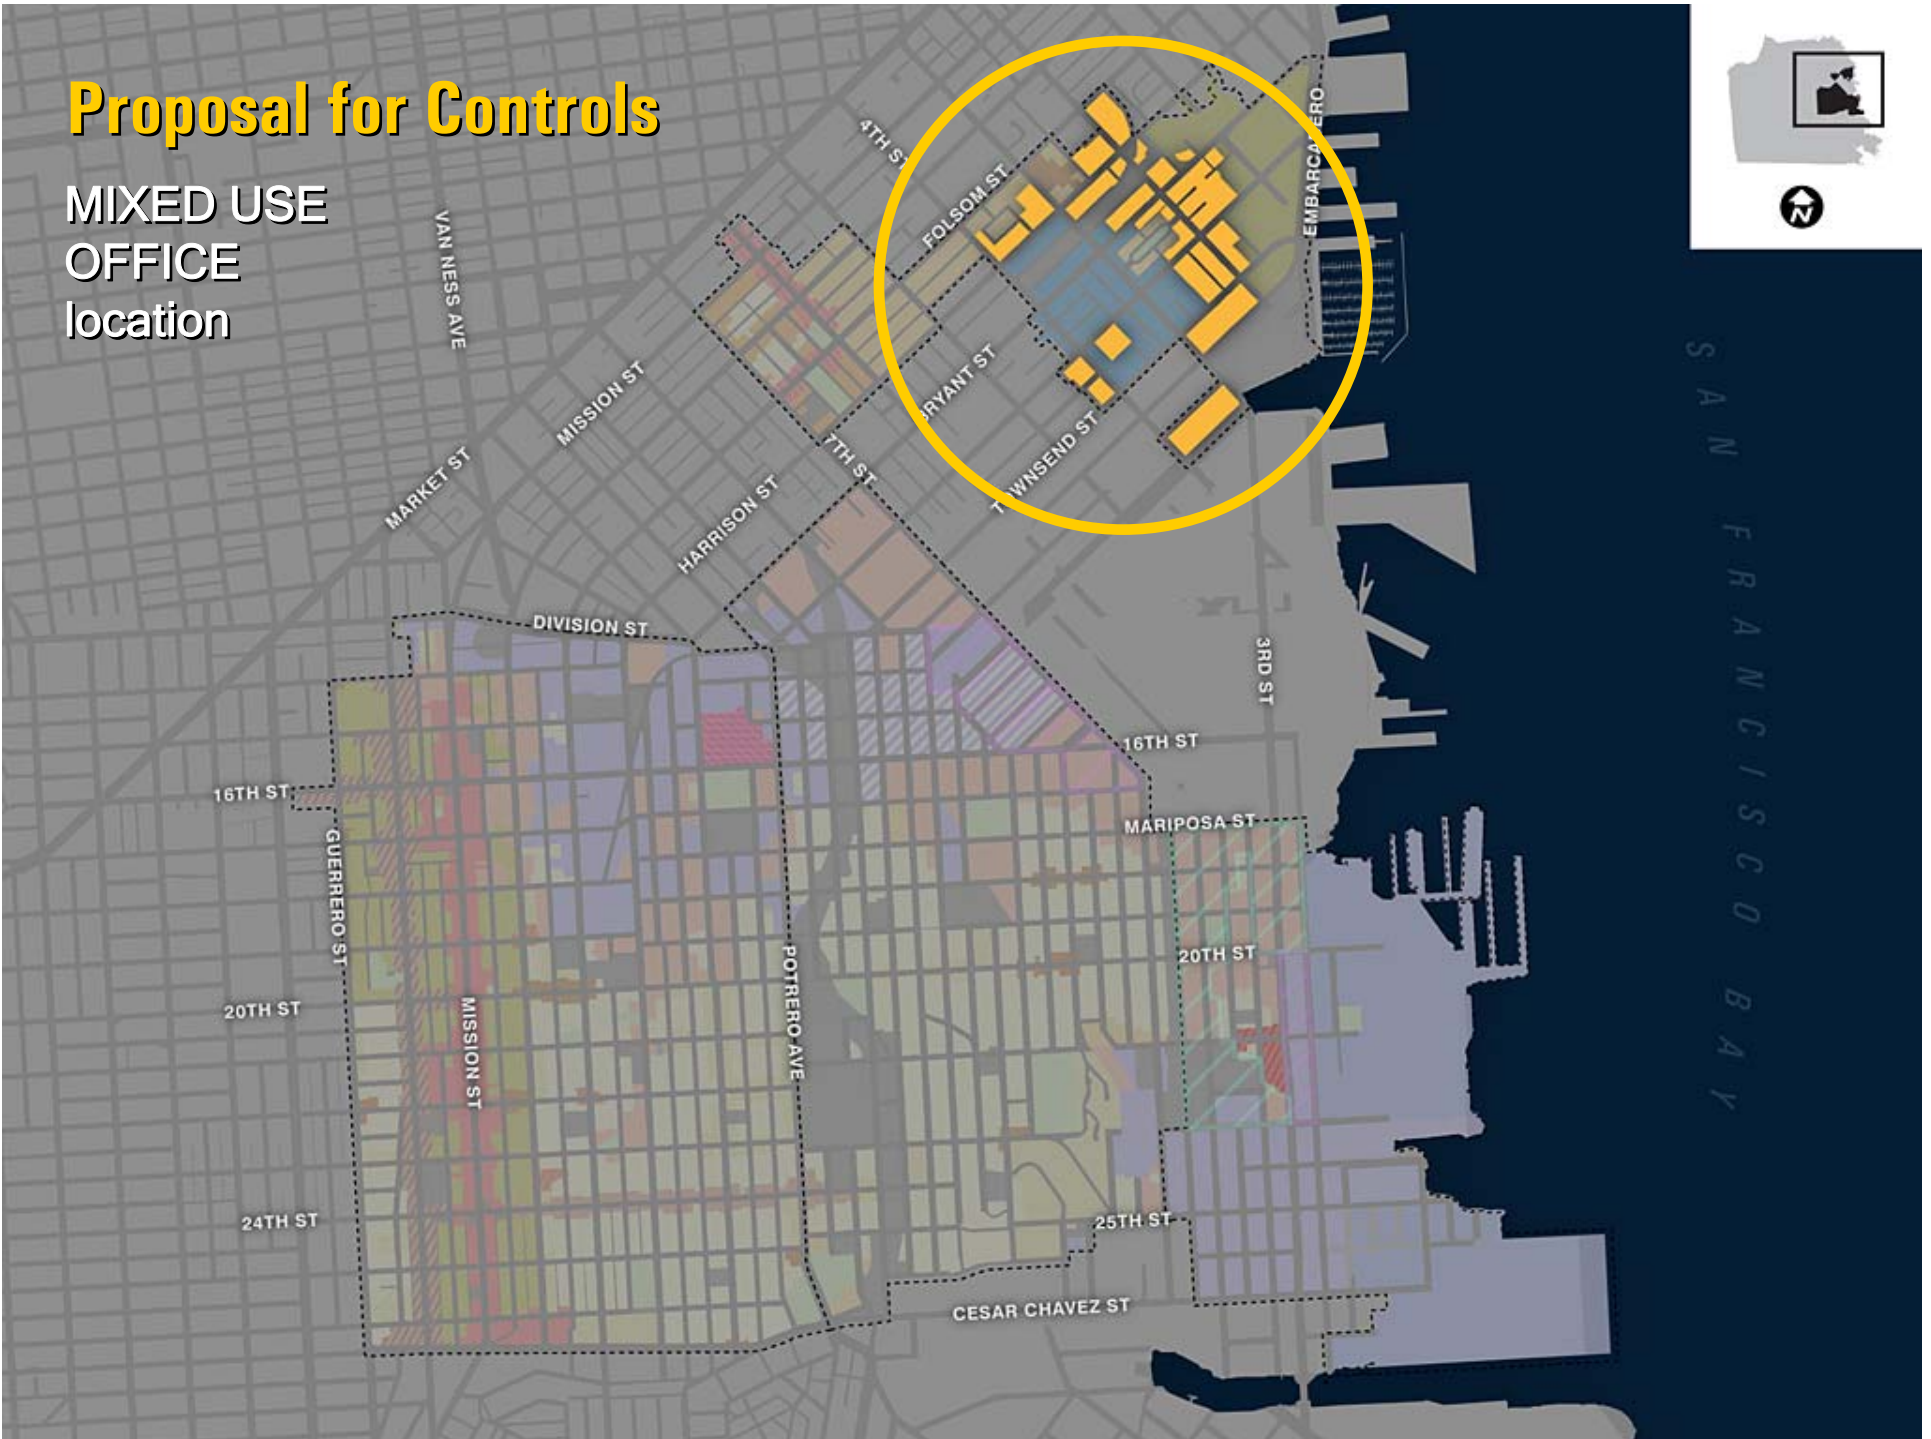 Proposal for Controls
MIXED USE
OFFICE
location
4TH ST
FOLSOM ST
EMBARCADERO
VAN NESS AVE
MISSION ST
BRYANT ST
TOWNSEND ST
7TH ST
MARKET ST
HARRISON ST
DIVISION ST
3RD ST
16TH ST
16TH ST
MARIPOSA ST
GUERRERO ST
20TH ST
20TH ST
MISSION ST
POTRERO AVE
24TH ST
25TH ST
CESAR CHAVEZ ST
SAN FRANCISCO BAY
N